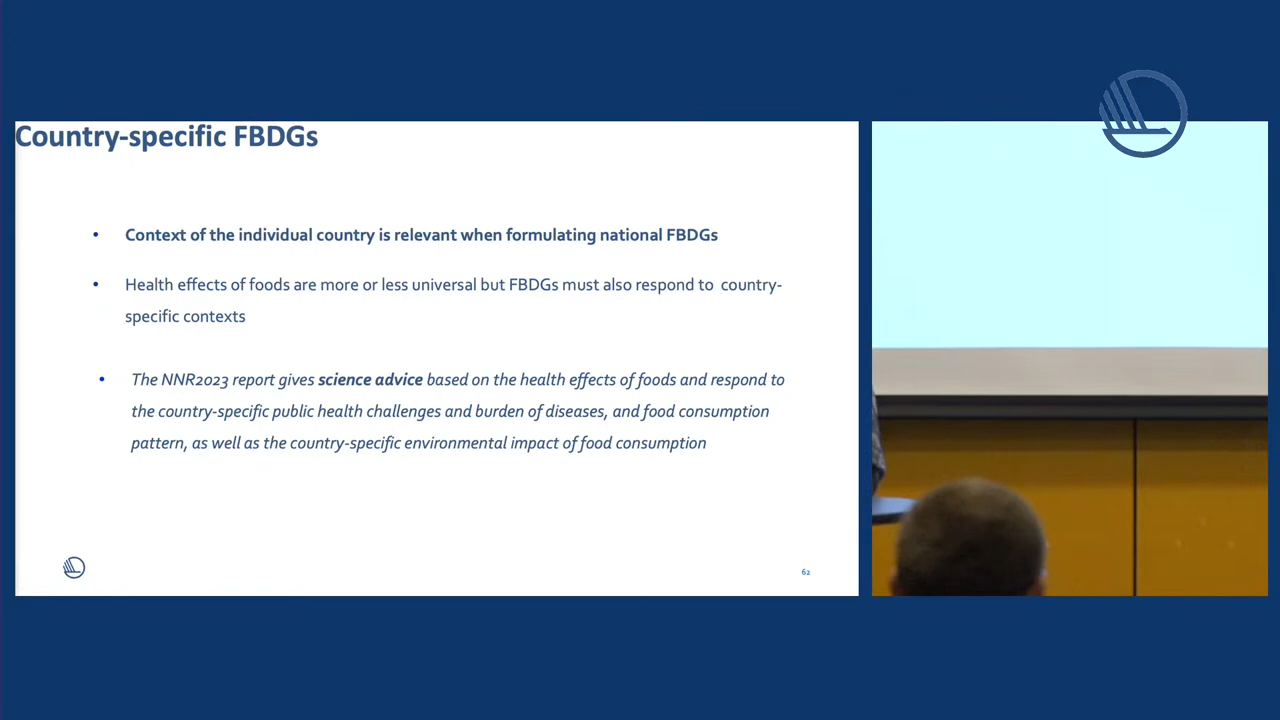 Country-specific FBDGs
• Context of the individual country is relevant when formulating national FBDGs
• Health effects of foods are more or less universal but FBDGs must also respond to country-
specific contexts
• The NNR2023 report gives science advice based on the health effects of foods and respond to
the country-specific public health challenges and burden of diseases, and food consumption
pattern, as well as the country-specific environmental impact of food consumption
62